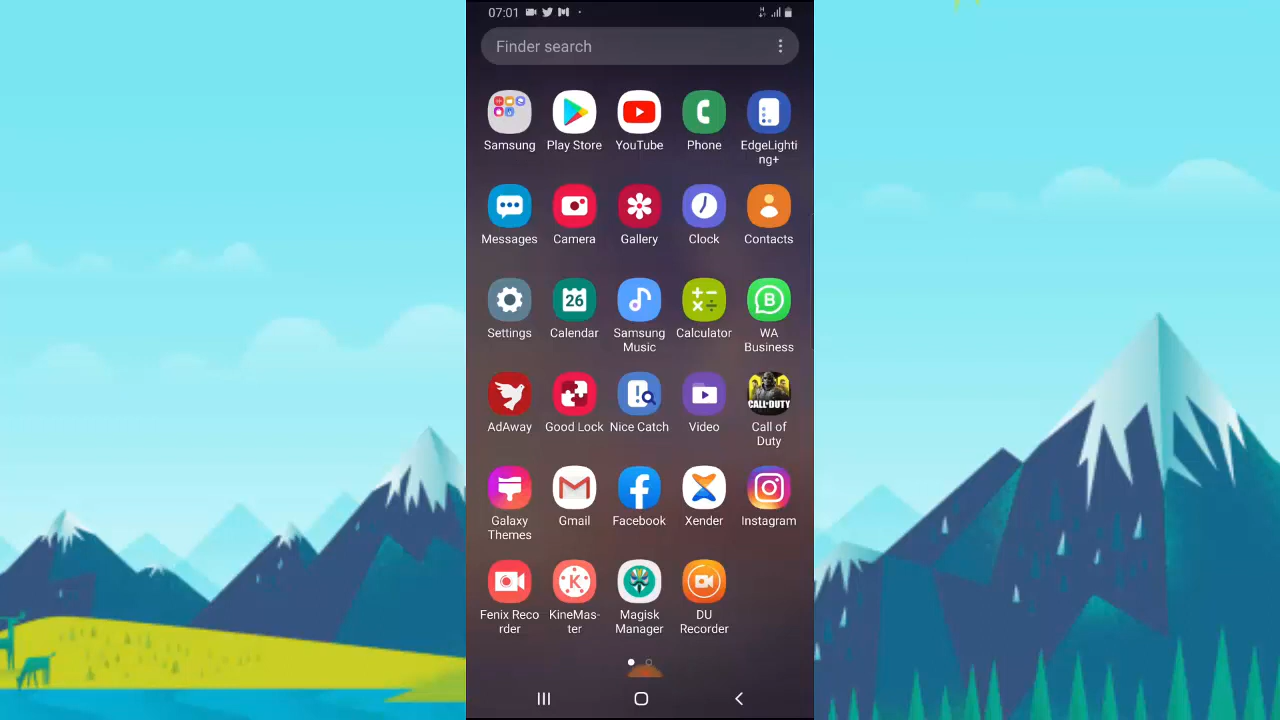 07:01
Finder search
Samsung Play Store YouTube Phone EdgeLighti
ng+
Messages Camera Gallery Clock Contacts
26
B
Settings Calendar Samsung Calculator WA
Music Business
CALL·DUTY
AdAway Good Lock Nice Catch Video Call of
Duty
Galaxy Gmail Facebook Xender Instagram
Themes
K
Fenix Reco KineMas- Magisk DU
rder ter Manager Recorder